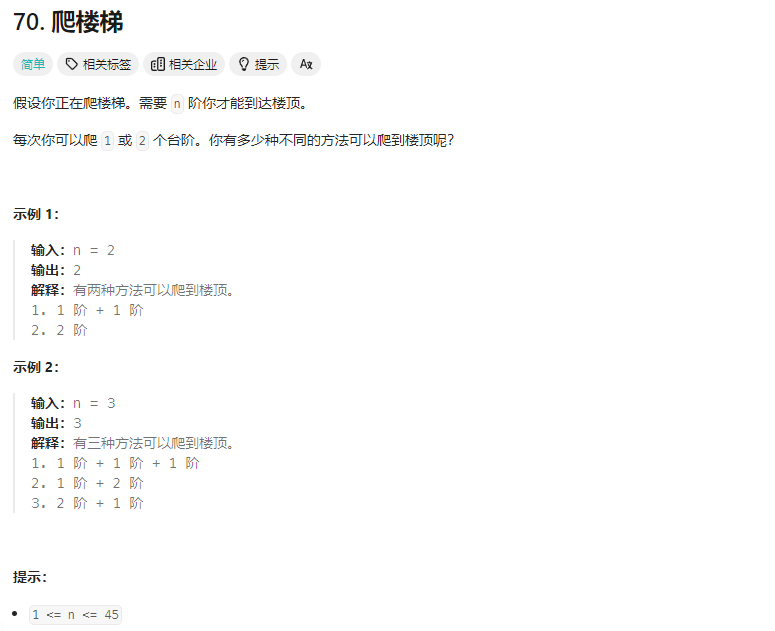 70. 爬楼梯
简单 相关标签 相关企业 提示 Aあ
假设你正在爬楼梯。需要 n 阶你才能到达楼顶。
每次你可以爬 1 或 2 个台阶。你有多少种不同的方法可以爬到楼顶呢？
示例 1：
输入：n = 2
输出：2
解释：有两种方法可以爬到楼顶。
1. 1 阶 + 1 阶
2. 2 阶
示例 2：
输入：n = 3
输出：3
解释：有三种方法可以爬到楼顶。
1. 1 阶 + 1 阶 + 1 阶
2. 1 阶 + 2 阶
3. 2 阶 + 1 阶
提示：
• 1 <= n <= 45